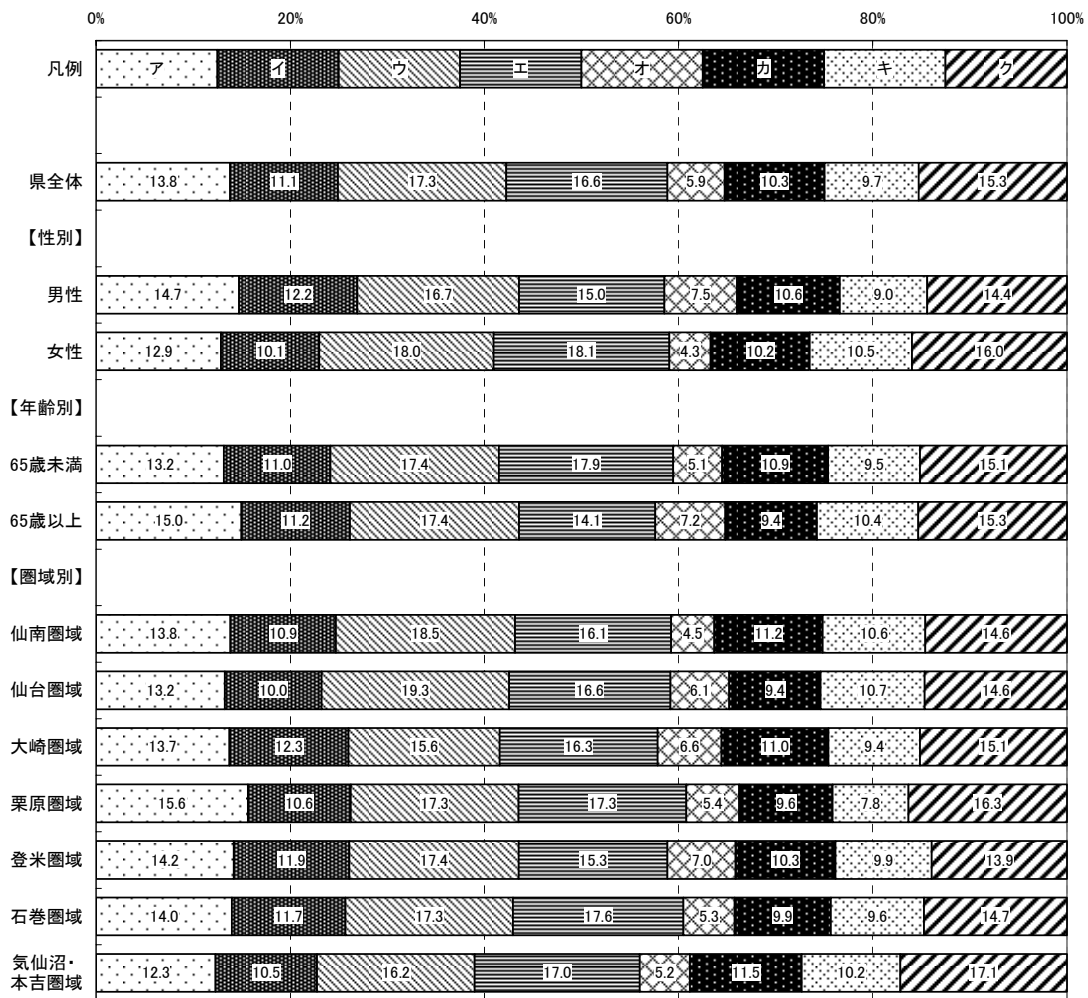 0% 20% 40% 60% 80% 100%
凡例 ア イ ウ エ オ カ キ ク
県全体 13.8 11.1 17.3 16.6 5.9 10.3 9.7 15.3
【性別】
男性 14.7 12.2 16.7 15.0 7.5 10.6 9.0 14.4
女性 12.9 10.1 18.0 18.1 4.3 10.2 10.5 16.0
【年齢別】
65歳未満 13.2 11.0 17.4 17.9 5.1 10.9 9.5 15.1
65歳以上 15.0 11.2 17.4 14.1 7.2 9.4 10.4 15.3
【圏域別】
仙南圏域 13.8 10.9 18.5 16.1 4.5 11.2 10.6 14.6
仙台圏域 13.2 10.0 19.3 16.6 6.1 9.4 10.7 14.6
大崎圏域 13.7 12.3 15.6 16.3 6.6 11.0 9.4 15.1
栗原圏域 15.6 10.6 17.3 17.3 5.4 9.6 7.8 16.3
登米圏域 14.2 11.9 17.4 15.3 7.0 10.3 9.9 13.9
石巻圏域 14.0 11.7 17.3 17.6 5.3 9.9 9.6 14.7
気仙沼・
本吉圏域 12.3 10.5 16.2 17.0 5.2 11.5 10.2 17.1